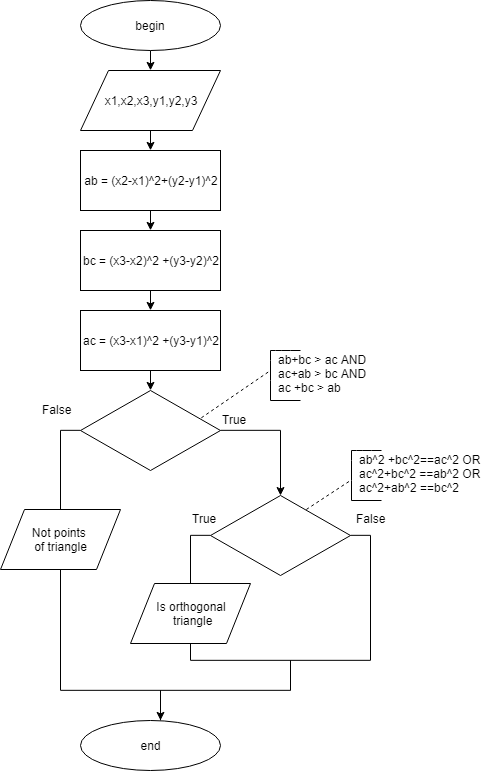 begin
x1,x2,x3,y1,y2,y3
ab = (x2-x1)^2+(y2-y1)^2
bc = (x3-x2)^2 +(y3-y2)^2
ac = (x3-x1)^2 +(y3-y1)^2
ab+bc > ac AND
ac+ab > bc AND
ac +bc > ab
False
True
ab^2 +bc^2==ac^2 OR
ac^2+bc^2 ==ab^2 OR
ac^2+ab^2 ==bc^2
True
False
Not points
of triangle
Is orthogonal
triangle
end